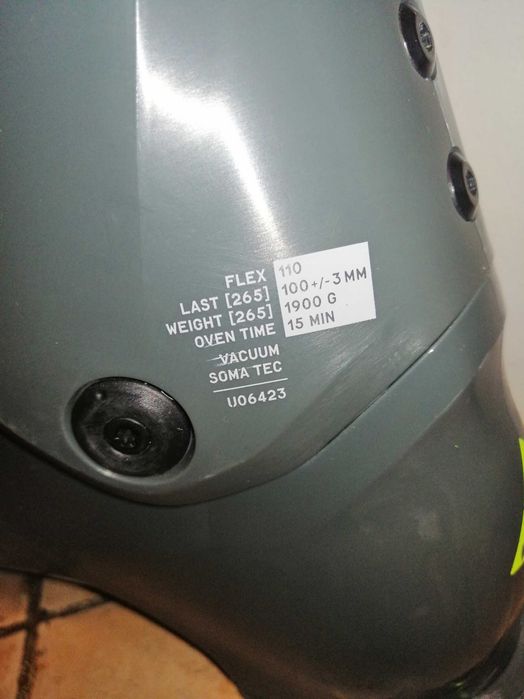 FLEX 110
LAST [265] 100+/-3 MM
WEIGHT [265] 1900 G
OVEN TIME 15 MIN
VACUUM
SOMA TEC
U06423